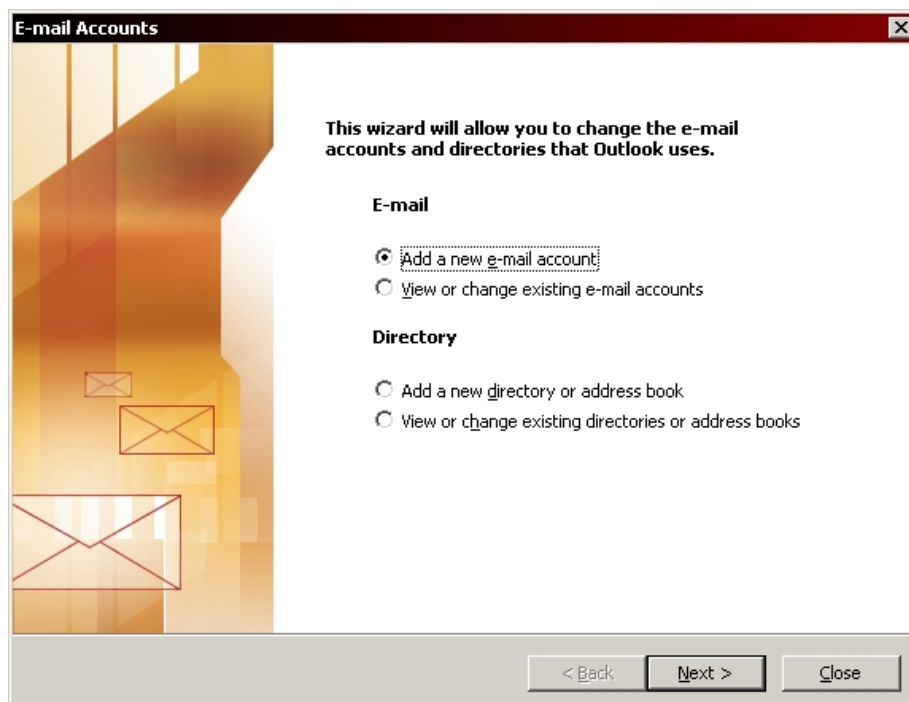 E-mail Accounts
This wizard will allow you to change the e-mail
accounts and directories that Outlook uses.
E-mail
Add a new e-mail account
View or change existing e-mail accounts
Directory
Add a new directory or address book
View or change existing directories or address books
< Back
Next >
Close